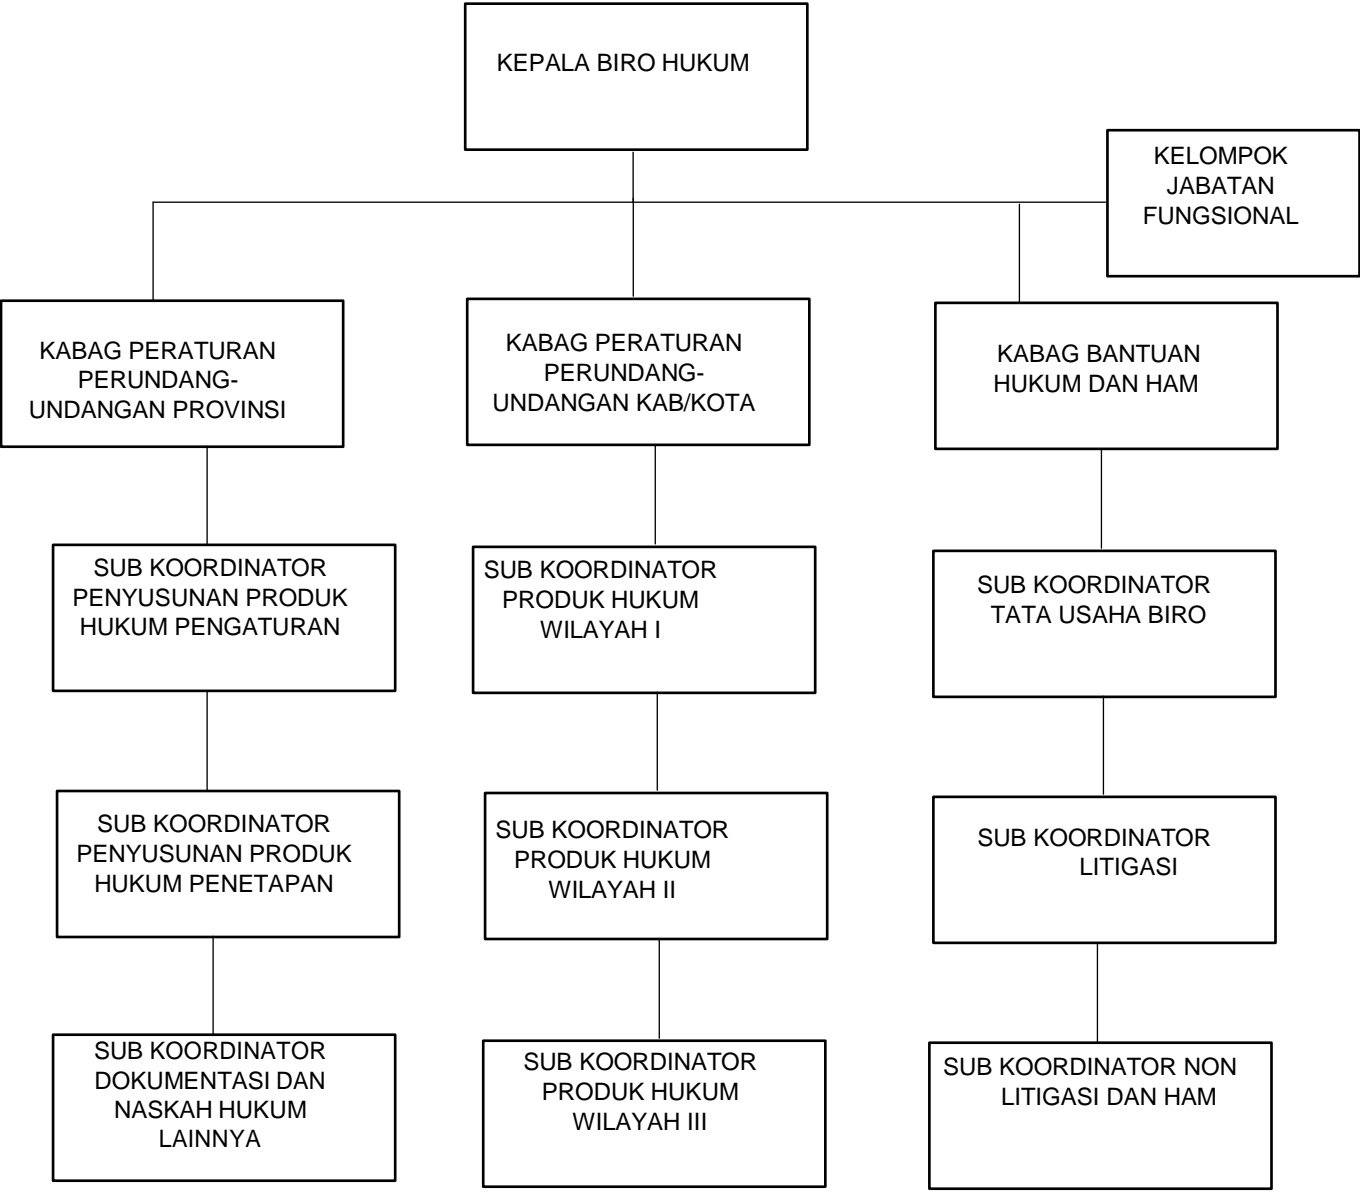 KEPALA BIRO HUKUM
KELOMPOK
JABATAN
FUNGSIONAL
KABAG PERATURAN
PERUNDANG-
UNDANGAN PROVINSI
KABAG PERATURAN
PERUNDANG-
UNDANGAN KAB/KOTA
KABAG BANTUAN
HUKUM DAN HAM
SUB KOORDINATOR
PENYUSUNAN PRODUK
HUKUM PENGATURAN
SUB KOORDINATOR
PRODUK HUKUM
WILAYAH I
SUB KOORDINATOR
TATA USAHA BIRO
SUB KOORDINATOR
PENYUSUNAN PRODUK
HUKUM PENETAPAN
SUB KOORDINATOR
PRODUK HUKUM
WILAYAH II
SUB KOORDINATOR
LITIGASI
SUB KOORDINATOR
DOKUMENTASI DAN
NASKAH HUKUM
LAINNYA
SUB KOORDINATOR
PRODUK HUKUM
WILAYAH III
SUB KOORDINATOR NON
LITIGASI DAN HAM